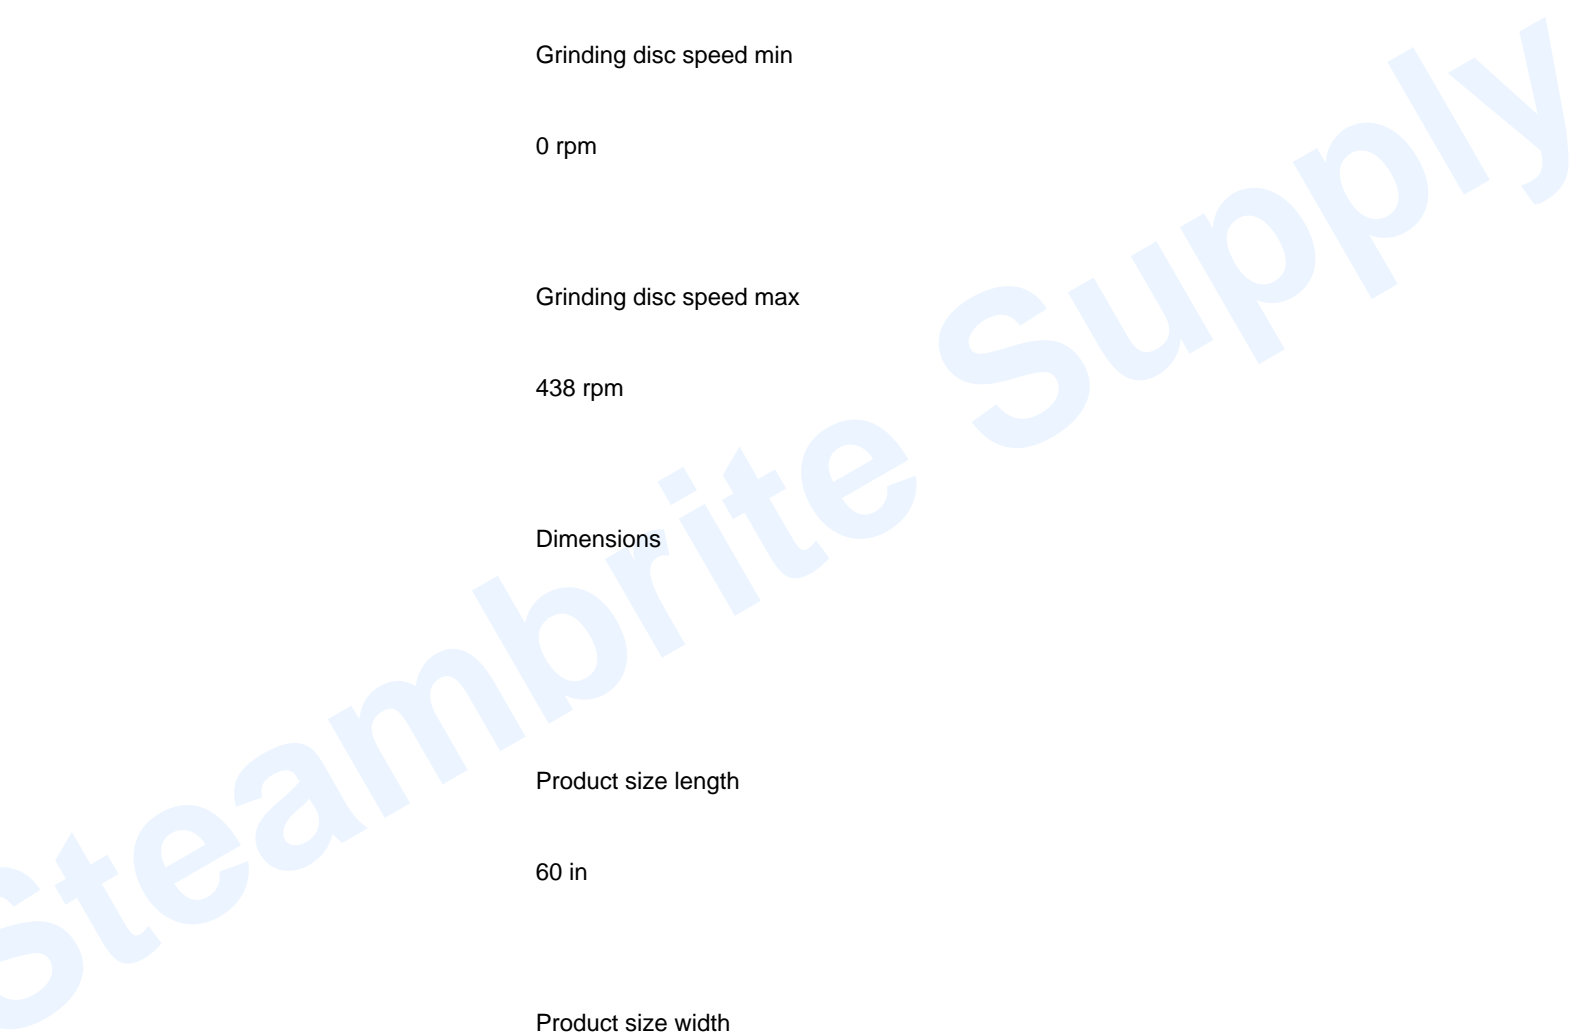 Grinding disc speed min
0 rpm
Grinding disc speed max
438 rpm
Dimensions
Product size length
60 in
Product size width
Steambrite Supply